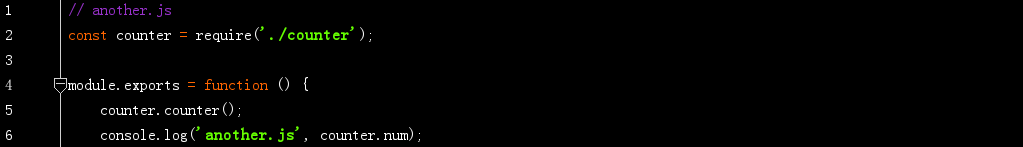 1 // another.js
2 const counter = require('./counter');
3
4 module.exports = function () {
5 counter.counter();
6 console.log('another.js', counter.num);